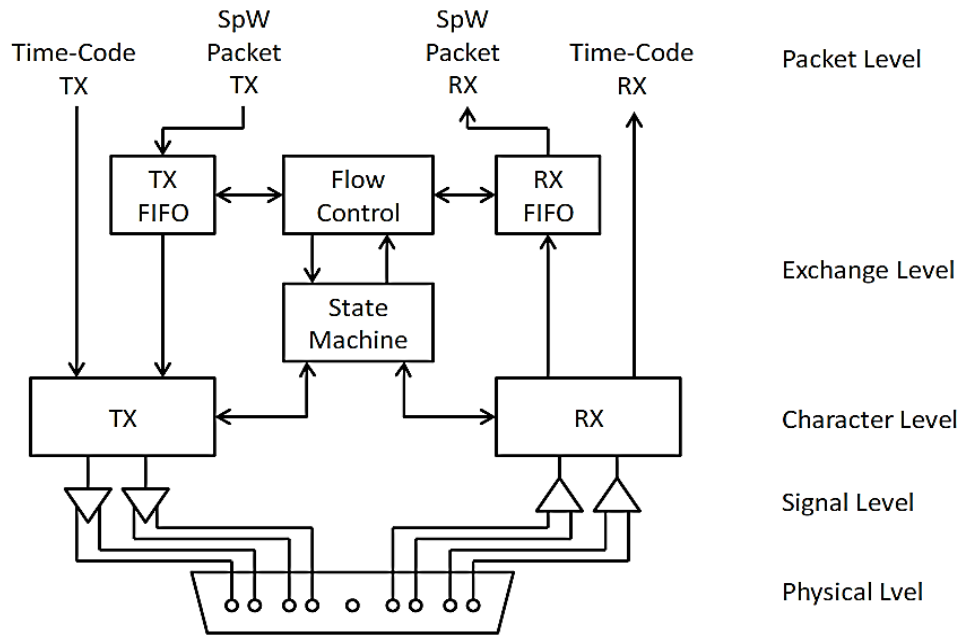 Time-Code
TX
SpW
Packet
TX
SpW
Packet
RX
Time-Code
RX
Packet Level
TX
FIFO
Flow
Control
RX
FIFO
Exchange Level
State
Machine
TX
RX
Character Level
Signal Level
Physical Lvel